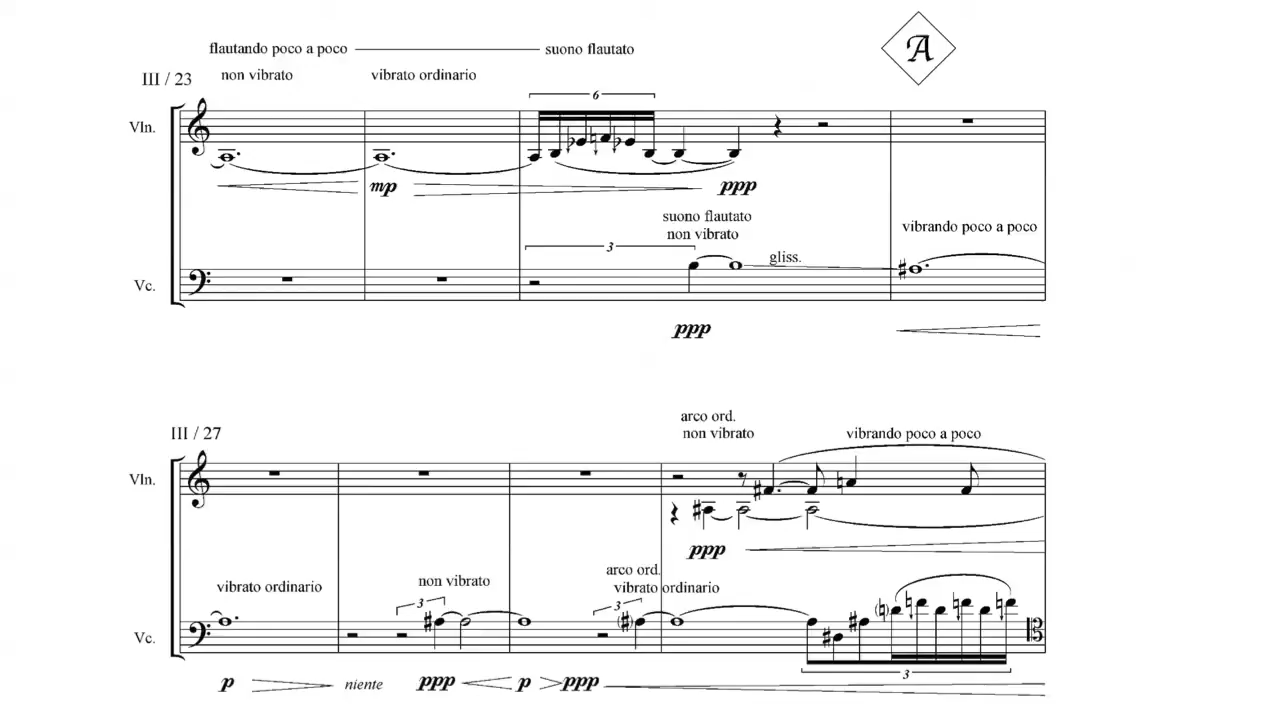 flautando poco a poco suono flautato
A
III / 23 non vibrato vibrato ordinario
6
Vln.
mp ppp
suono flautato
non vibrato
vibrando poco a poco
3
gliss.
Vc.
ppp
arco ord.
III / 27 non vibrato vibrando poco a poco
Vln.
ppp
arco ord.
vibrato ordinario non vibrato vibrato ordinario
3 3
Vc.
3
p niente ppp p ppp